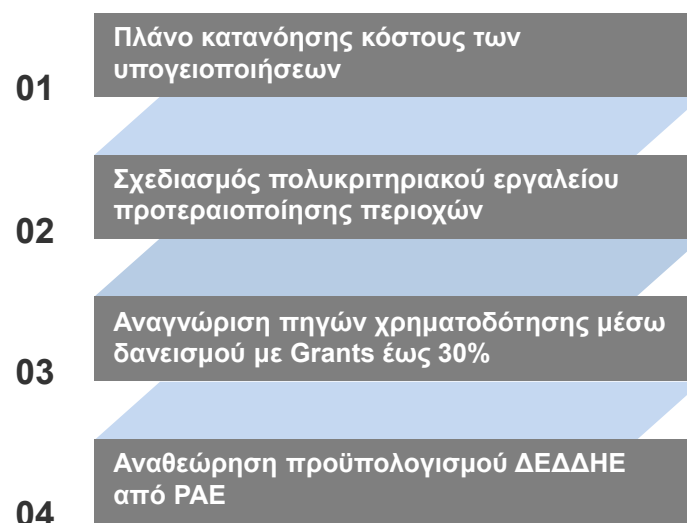 01
Πλάνο κατανόησης κόστους των
υπογειοποιήσεων
02
Σχεδιασμός πολυκριτηριακού εργαλείου
προτεραιοποίησης περιοχών
03
Αναγνώριση πηγών χρηματοδότησης μέσω
δανεισμού με Grants έως 30%
04
Αναθεώρηση προϋπολογισμού ΔΕΔΔΗΕ
από ΡΑΕ